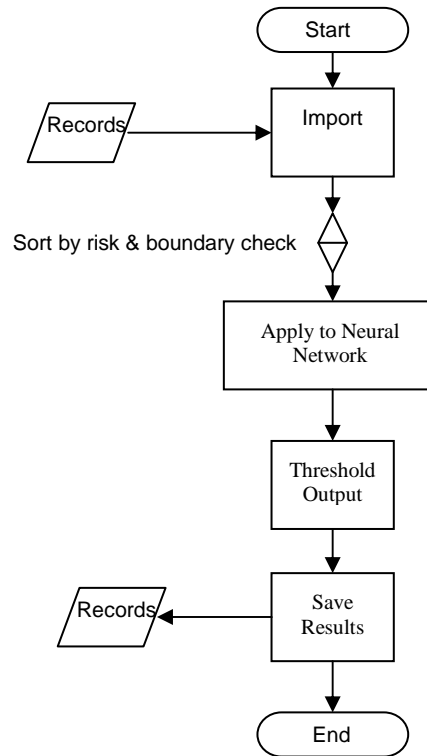 Start
Records
Import
Sort by risk & boundary check
Apply to Neural
Network
Threshold
Output
Records
Save
Results
End